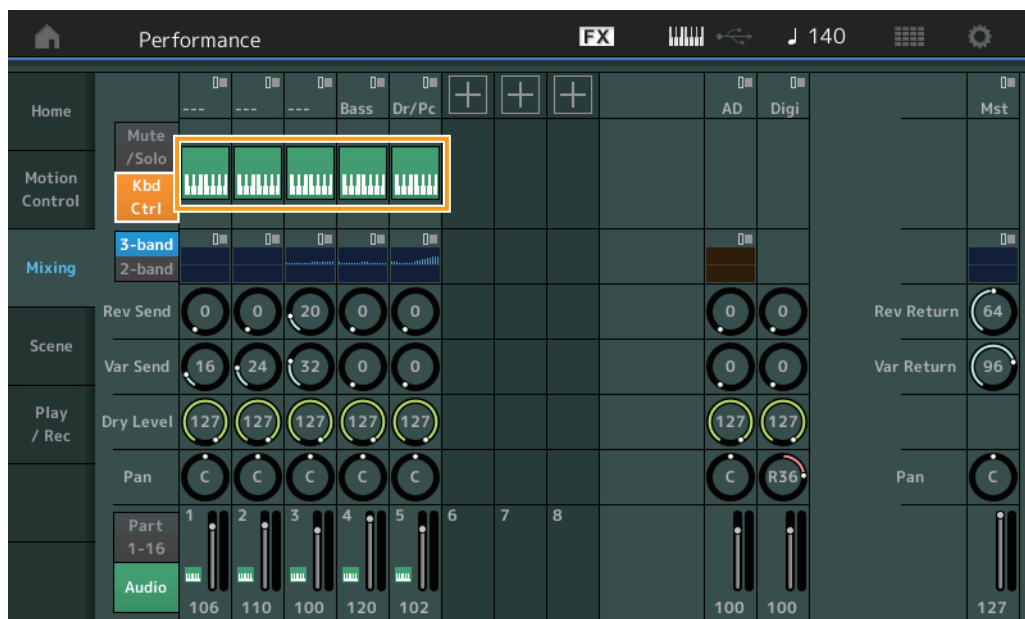 Performance
FX
♩ 140
Home
Motion
Control
Mixing
Scene
Play
/ Rec
--- --- --- Bass Dr/Pc AD Digi Mst
Mute
/Solo
Kbd
Ctrl
3-band
2-band
Rev Send 0 0 20 0 0 0 0 Rev Return 64
Var Send 16 24 32 0 0 0 0 Var Return 96
Dry Level 127 127 127 127 127 127 127
Pan C C C C C C R36 Pan C
Part
1-16
Audio
1 2 3 4 5 6 7 8
106 110 100 120 102 100 100 127